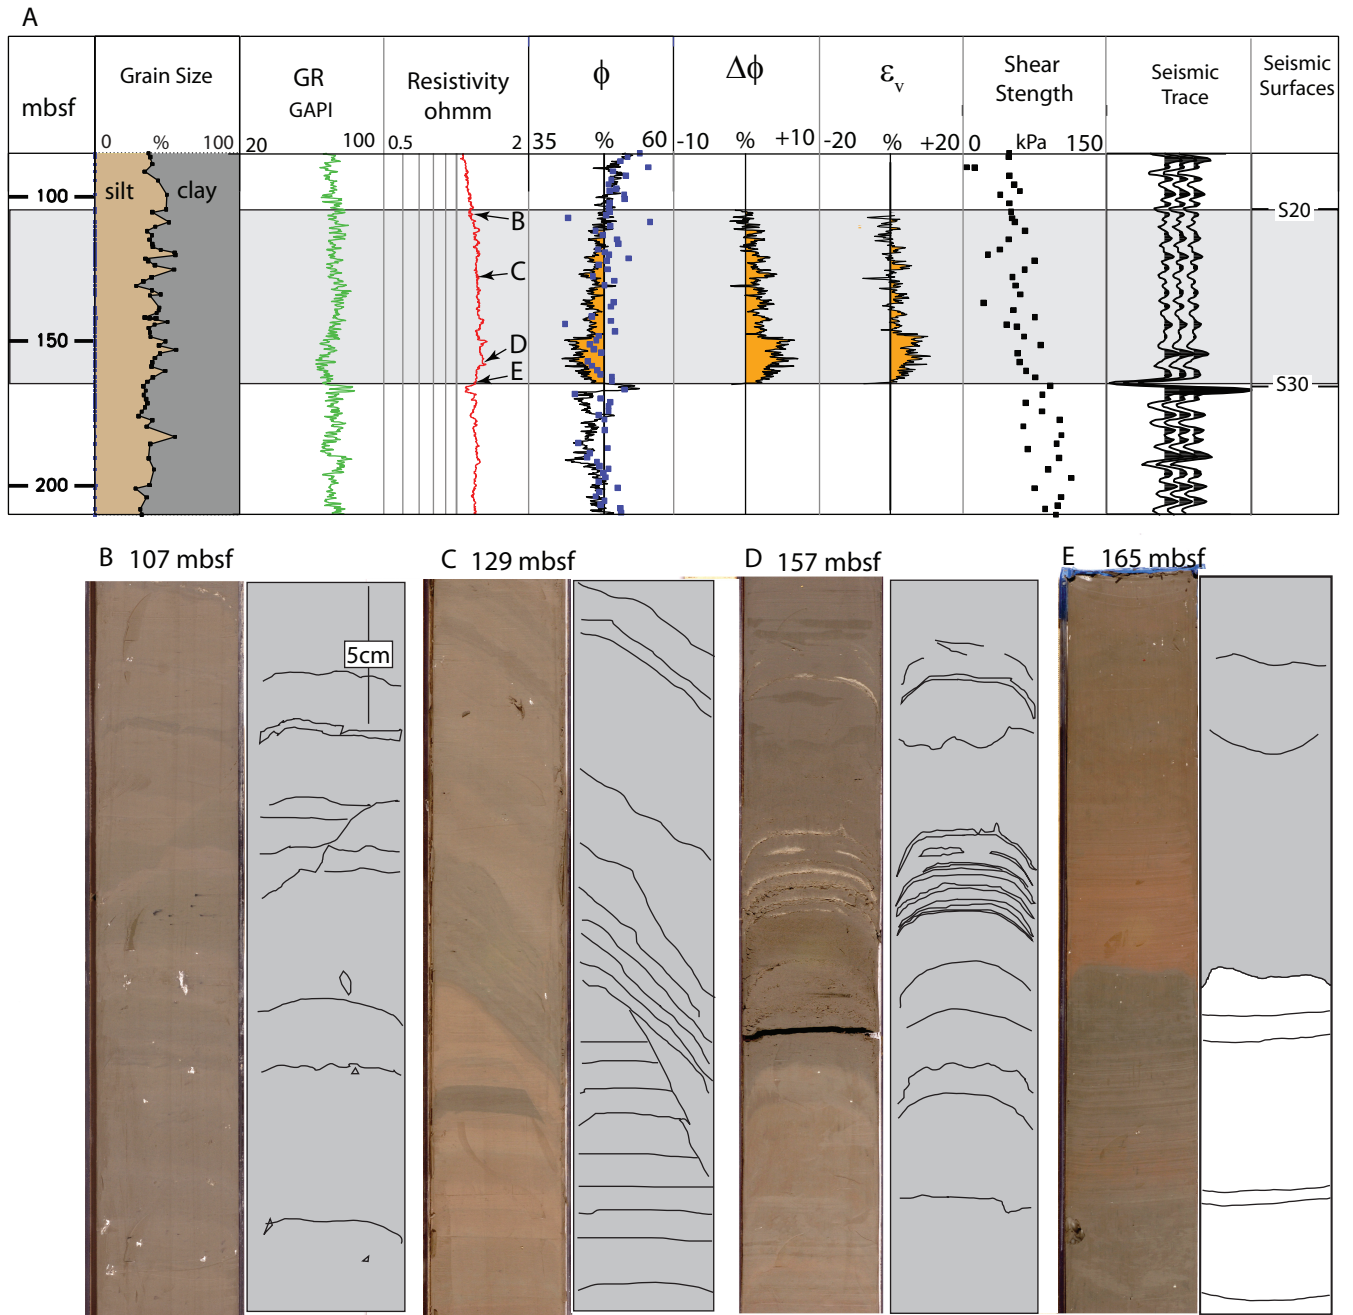 A
mbsf
Grain Size
0 % 100
GR
GAPI
20 100
Resistivity
ohmm
0.5 2
ϕ
35 % 60
Δϕ
-10 % +10
εv
-20 % +20
Shear
Stength
0 kPa 150
Seismic
Trace
Seismic
Surfaces
silt clay
100
150
200
B
C
D
E
S20
S30
B 107 mbsf
C 129 mbsf
D 157 mbsf
E 165 mbsf
5cm